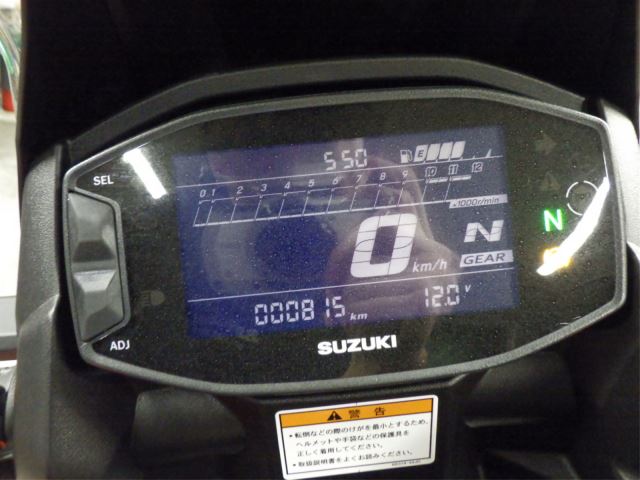 SEL
5:50
E
0 1 2 3 4 5 6 7 8 9 10 11 12
×1000r/min
0 km/h
N
GEAR
N
000815 km
12.0 V
ADJ
SUZUKI
警告
・転倒などの際のけがを最小とするため、
ヘルメットや手袋などの保護具を
正しく着用してください。
・取扱説明書をよくお読みください。